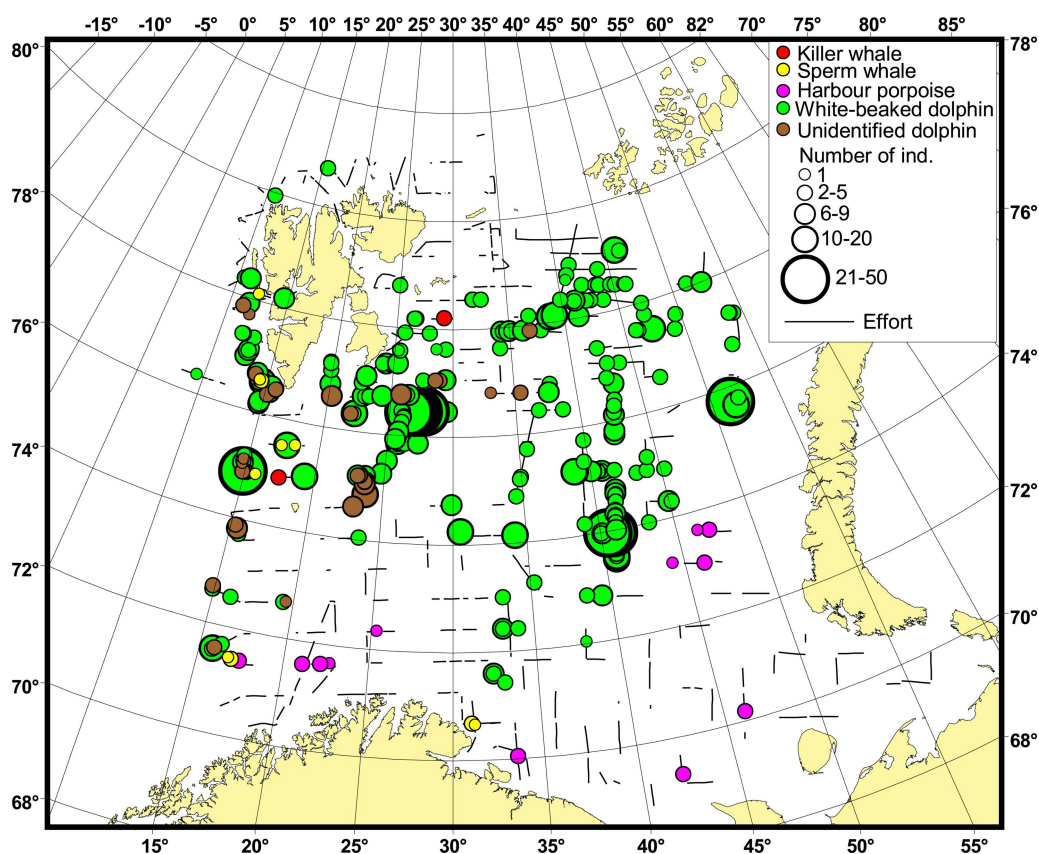 -15° -10° -5° 0° 5° 10° 15° 20° 25° 30° 35° 40° 45° 50° 55° 60° 82° 70° 75° 80° 85°
80° 78°
Killer whale
Sperm whale
Harbour porpoise
White-beaked dolphin
Unidentified dolphin
Number of ind.
1
2-5
78° 76°
6-9
10-20
21-50
Effort
76° 74°
74° 72°
72° 70°
70° 68°
68°
15° 20° 25° 30° 35° 40° 45° 50° 55°